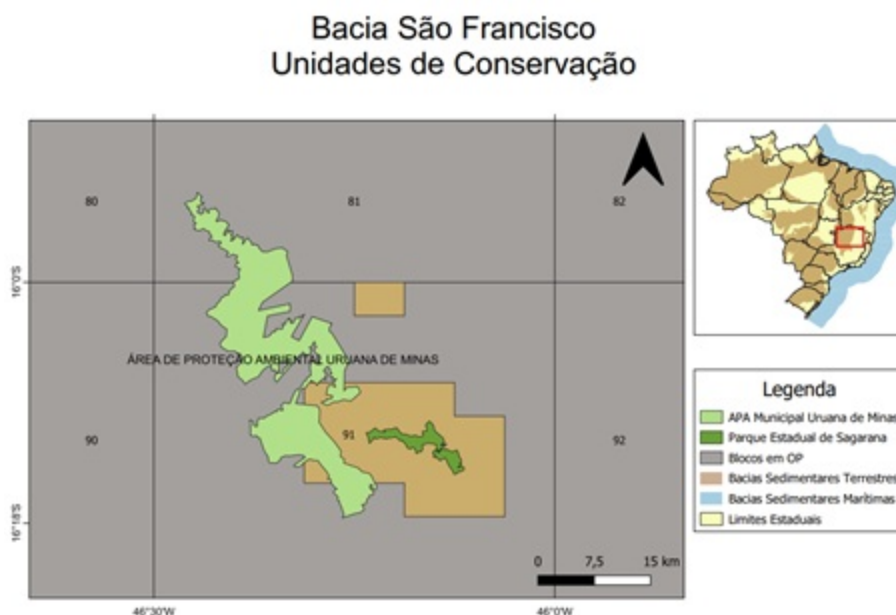 Bacia São Francisco
Unidades de Conservação
80
81
82
16°0'S
ÁREA DE PROTEÇÃO AMBIENTAL URUANA DE MINAS
90
91
92
16°18'S
0 7,5 15 km
46°30'W
46°0'W
Legenda
APA Municipal Uruana de Minas
Parque Estadual de Sagarana
Blocos em OP
Bacias Sedimentares Terrestres
Bacias Sedimentares Marítimas
Limites Estaduais